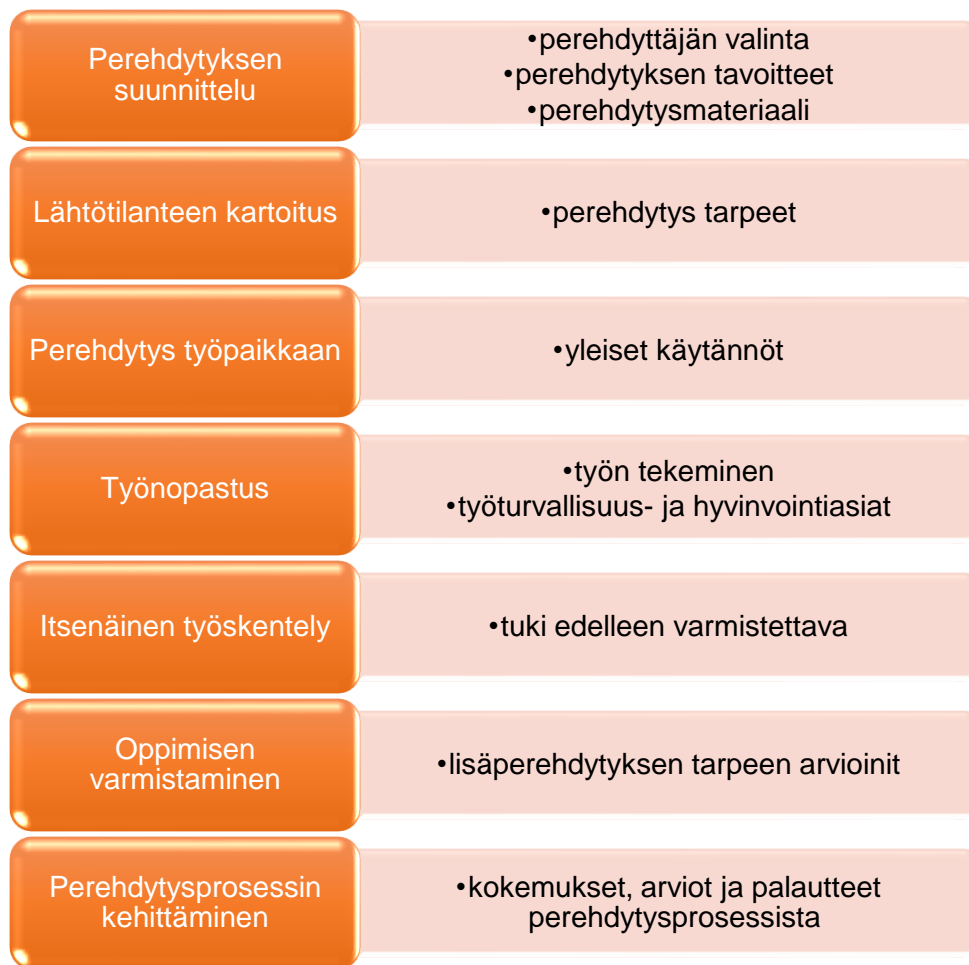 Perehdytyksen
suunnittelu
•perehdyttäjän valinta
•perehdytyksen tavoitteet
•perehdytysmateriaali
Lähtötilanteen kartoitus
•perehdytys tarpeet
Perehdytys työpaikkaan
•yleiset käytännöt
Työnopastus
•työn tekeminen
•työturvallisuus- ja hyvinvointiasiat
Itsenäinen työskentely
•tuki edelleen varmistettava
Oppimisen
varmistaminen
•lisäperehdytyksen tarpeen arvioinit
Perehdytysprosessin
kehittäminen
•kokemukset, arviot ja palautteet
perehdytysprosessista